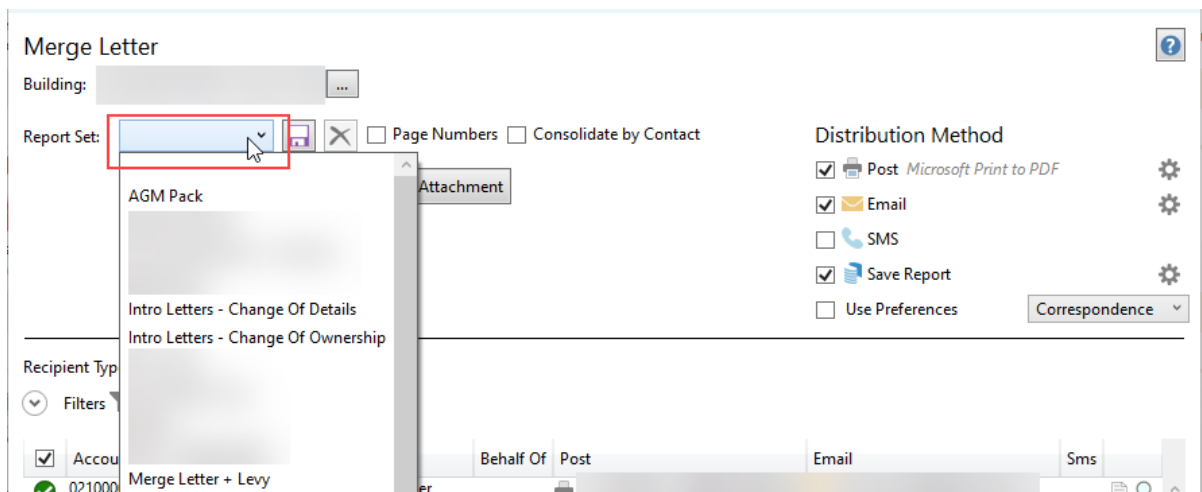 Merge Letter
Building:
...
Report Set:
Page Numbers
Consolidate by Contact
Distribution Method
AGM Pack
Attachment
Post Microsoft Print to PDF
Email
SMS
Intro Letters - Change Of Details
Save Report
Intro Letters - Change Of Ownership
Use Preferences
Correspondence
Recipient Typ
Filters
Accou
Behalf Of
Post
Email
Sms
021000
Merge Letter + Levy
er